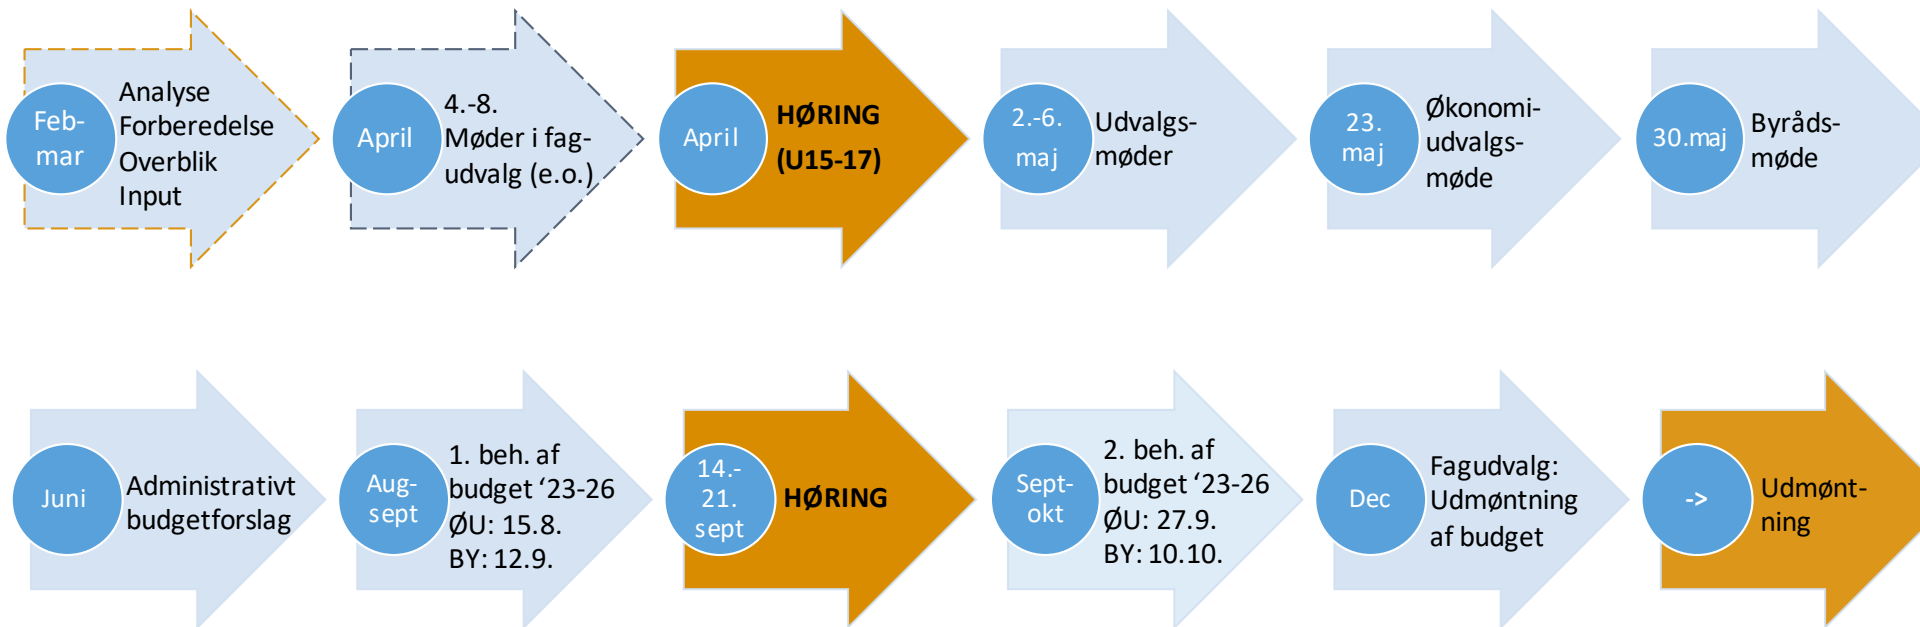 Feb-
mar
Analyse
Forberedelse
Overblik
Input
April
4.-8.
Møder i fag-
udvalg (e.o.)
April
HØRING
(U15-17)
2.-6.
maj
Udvalgs-
møder
23.
maj
Økonomi-
udvalgs-
møde
30.maj
Byråds-
møde
Juni
Administrativt
budgetforslag
Aug-
sept
1. beh. af
budget ‘23-26
ØU: 15.8.
BY: 12.9.
14.-
21.
sept
HØRING
Sept-
okt
2. beh. af
budget ‘23-26
ØU: 27.9.
BY: 10.10.
Dec
Fagudvalg:
Udmøntning
af budget
->
Udmønt-
ning